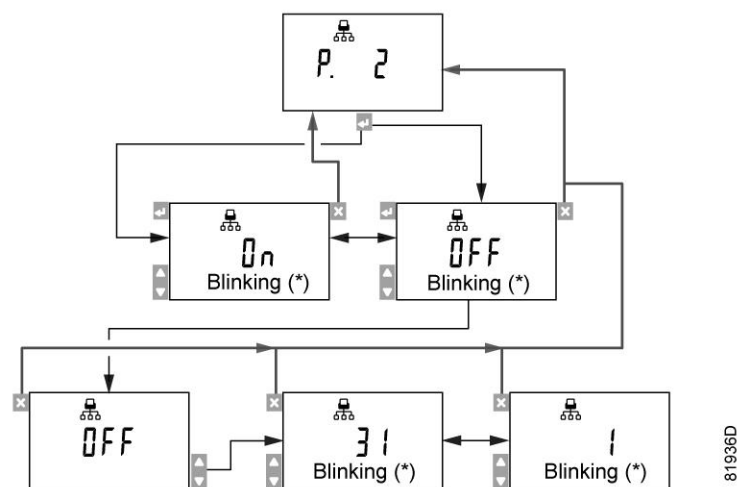 P. 2
On
Blinking (*)
OFF
Blinking (*)
OFF
31
Blinking (*)
1
Blinking (*)
81936D